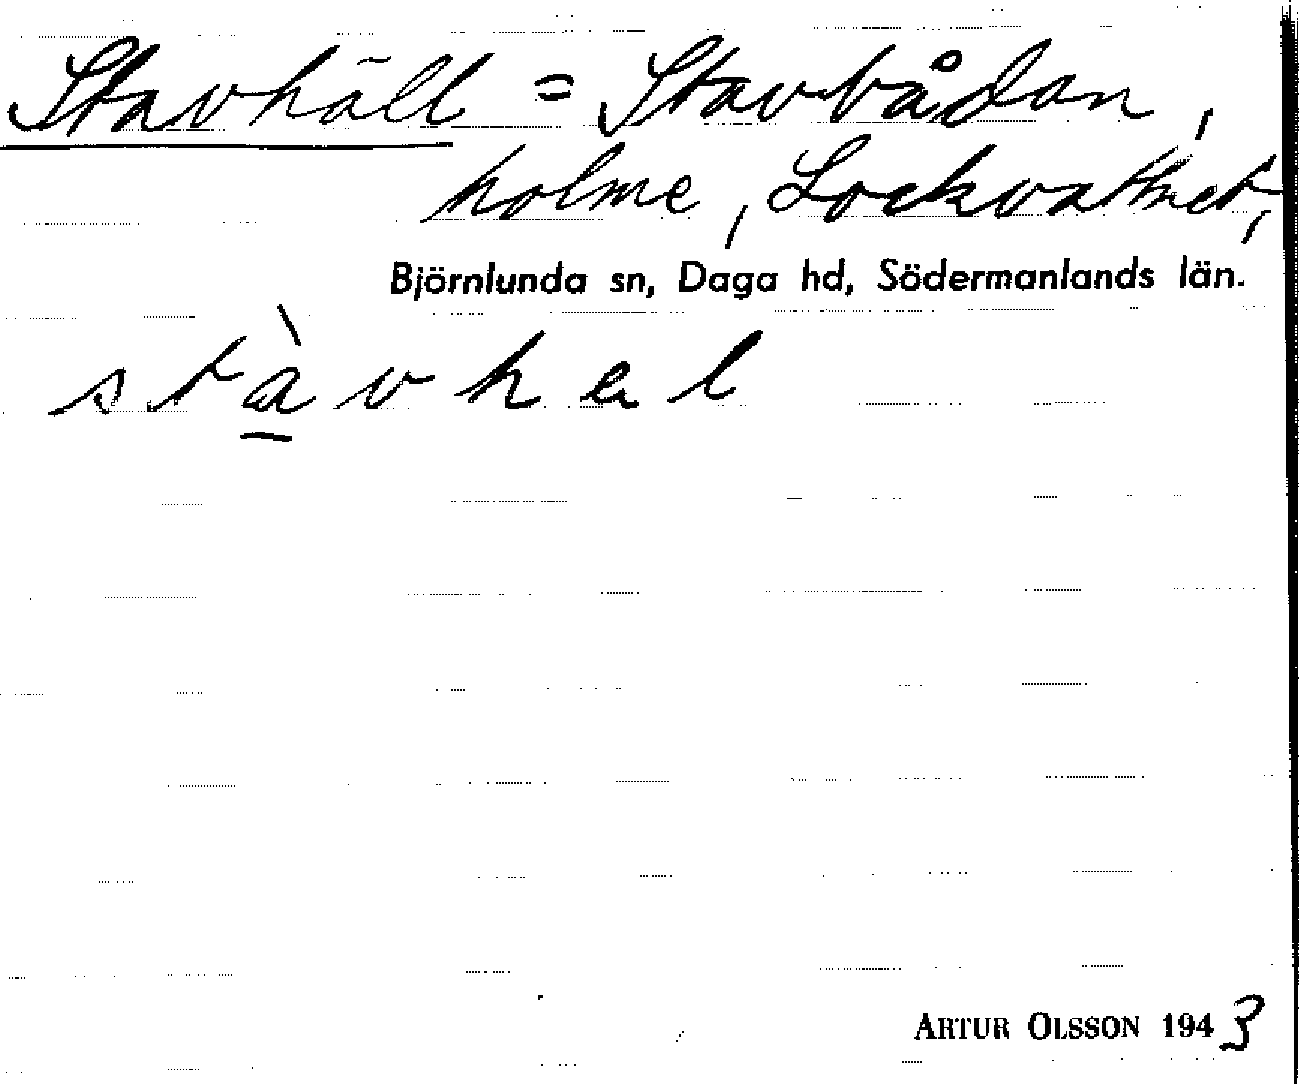 Stavhäll = Stavbådan,
holme, Lockvattnet,
Björnlunda sn, Daga hd, Södermanlands län.
stàvhel
ARTUR OLSSON 1943